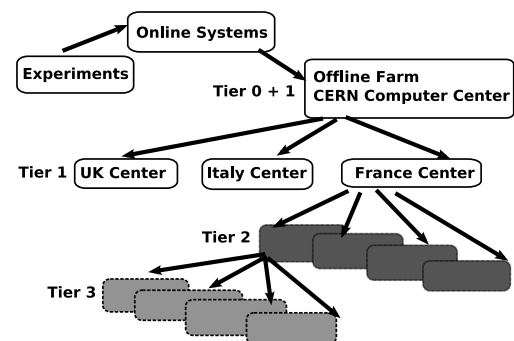 Online Systems
Experiments
Offline Farm
CERN Computer Center
Tier 0 + 1
Tier 1
UK Center
Italy Center
France Center
Tier 2
Tier 3